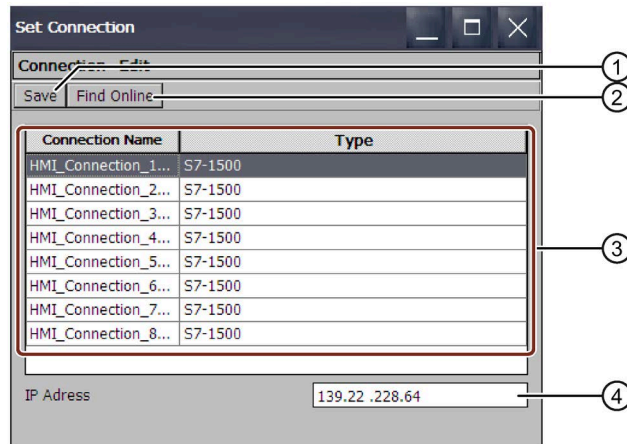 Set Connection
Connection Edit
①
Save Find Online
②
Connection Name Type
HMI_Connection_1... S7-1500
HMI_Connection_2... S7-1500
HMI_Connection_3... S7-1500
HMI_Connection_4... S7-1500
③
HMI_Connection_5... S7-1500
HMI_Connection_6... S7-1500
HMI_Connection_7... S7-1500
HMI_Connection_8... S7-1500
IP Adress 139.22 .228.64
④